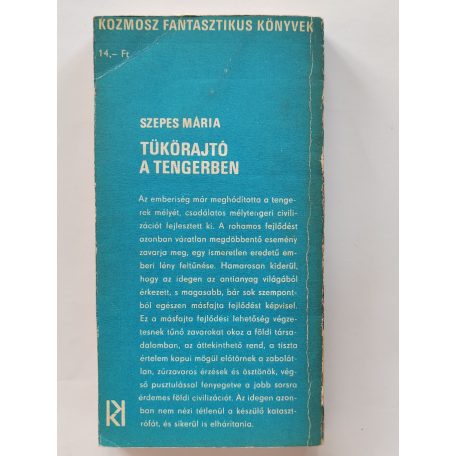 KOZMOSZ FANTASZTIKUS KÖNYVEK
14,– Ft
SZEPES MÁRIA
TÜKÖRAJTÓ
A TENGERBEN
Az emberiség már meghódította a tenge-
rek mélyét, csodálatos mélytengeri civili-
zációt fejlesztett ki. A rohamos fejlődést
azonban váratlan megdöbbentő esemény
zavarja meg, egy ismeretlen eredetű em-
beri lény feltűnése. Hamarosan kiderül,
hogy az idegen az antianyag világából
érkezett, s magasabb, bár sok szempont-
ból egészen másfajta fejlődést képvisel.
Ez a másfajta fejlődési lehetőség végze-
tesnek tűnő zavarokat okoz a földi társa-
dalomban, az áttekinthető rend, a tiszta
értelem kapui mögül előtörnek a zabolát-
lan, zűrzavaros érzések és ösztönök, vég-
ső pusztulással fenyegetve a jobb sorsra
érdemes földi civilizációt. Az idegen azon-
ban nem nézi tétlenül a készülő kataszt-
rófát, és sikerül is elhárítania.